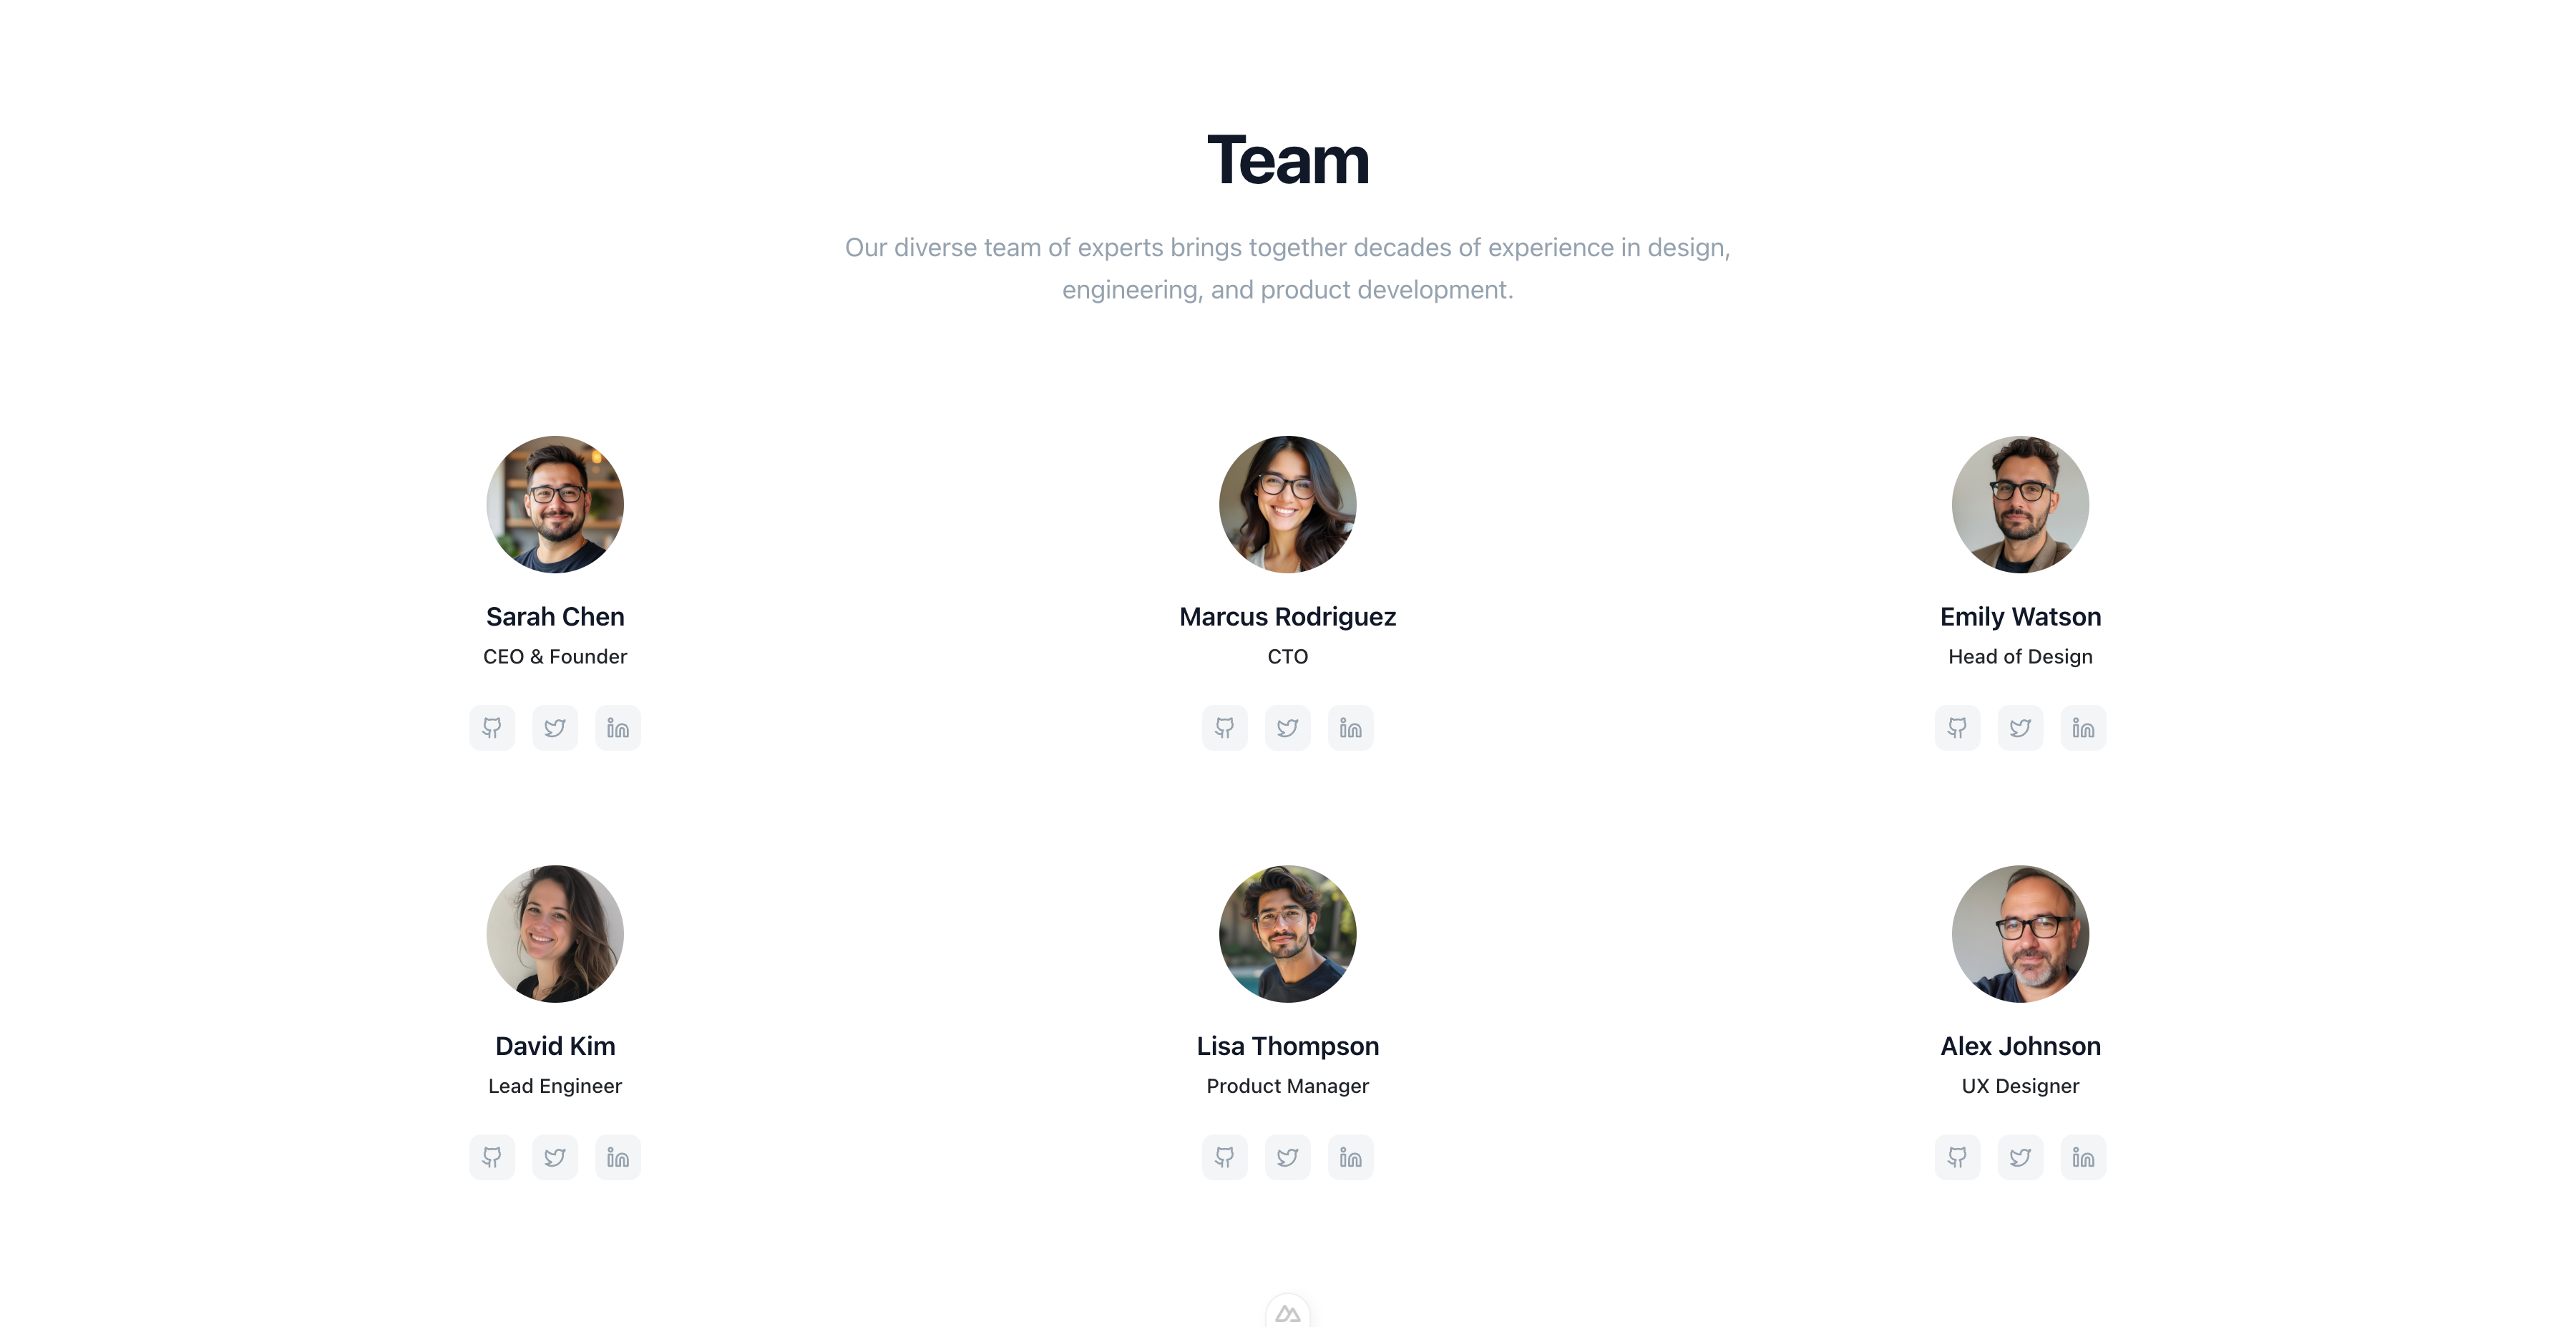 Team
Our diverse team of experts brings together decades of experience in design,
engineering, and product development.
Sarah Chen
CEO & Founder
Marcus Rodriguez
CTO
Emily Watson
Head of Design
David Kim
Lead Engineer
Lisa Thompson
Product Manager
Alex Johnson
UX Designer